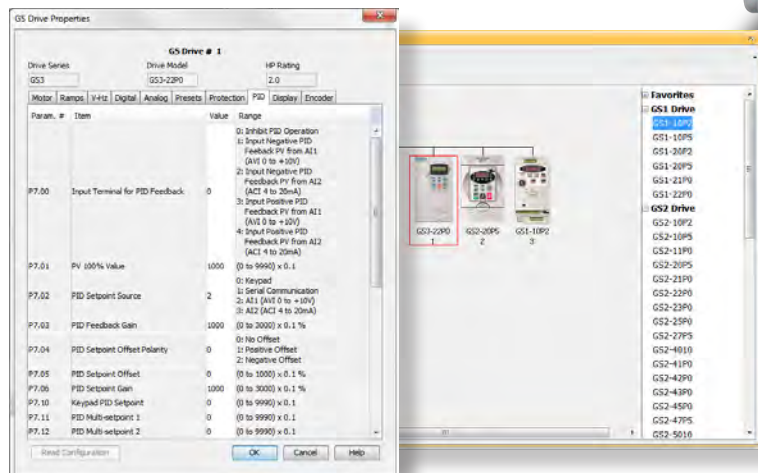 GS Drive Properties
GS Drive # 1
Drive Series Drive Model HP Rating
GS3 GS3-22P0 2.0
Motor Ramps V-Hz Digital Analog Presets Protection PID Display Encoder
Param. # Item Value Range
0: Inhibit PID Operation
1: Input Negative PID
Feeback PV from AI1
(AVI 0 to +10V)
2: Input Negative PID
Feedback PV from AI2
(ACI 4 to 20mA)
P7.00 Input Terminal for PID Feedback 0
3: Input Positive PID
Feedback PV from AI1
(AVI 0 to +10V)
4: Input Positive PID
Feedback PV from AI2
(ACI 4 to 20mA)
P7.01 PV 100% Value 1000 (0 to 9990) x 0.1
0: Keypad
1: Serial Communication
P7.02 PID Setpoint Source 2
2: AI1 (AVI 0 to +10V)
3: AI2 (ACI 4 to 20mA)
P7.03 PID Feedback Gain 1000 (0 to 3000) x 0.1 %
0: No Offset
P7.04 PID Setpoint Offset Polarity 0 1: Positive Offset
2: Negative Offset
P7.05 PID Setpoint Offset 0 (0 to 1000) x 0.1 %
P7.06 PID Setpoint Gain 1000 (0 to 3000) x 0.1 %
P7.10 Keypad PID Setpoint 0 (0 to 9990) x 0.1
P7.11 PID Multi-setpoint 1 0 (0 to 9990) x 0.1
P7.12 PID Multi-setpoint 2 0 (0 to 9990) x 0.1
Read Configuration OK Cancel Help
GS3-22P0 GS2-20P5 GS1-10P2
1 2 3
Favorites
GS1 Drive
GS1-10P2
GS1-10P5
GS1-20P2
GS1-20P5
GS1-21P0
GS1-22P0
GS2 Drive
GS2-10P2
GS2-10P5
GS2-11P0
GS2-20P5
GS2-21P0
GS2-22P0
GS2-23P0
GS2-25P0
GS2-27P5
GS2-4010
GS2-41P0
GS2-42P0
GS2-43P0
GS2-45P0
GS2-47P5
GS2-5010